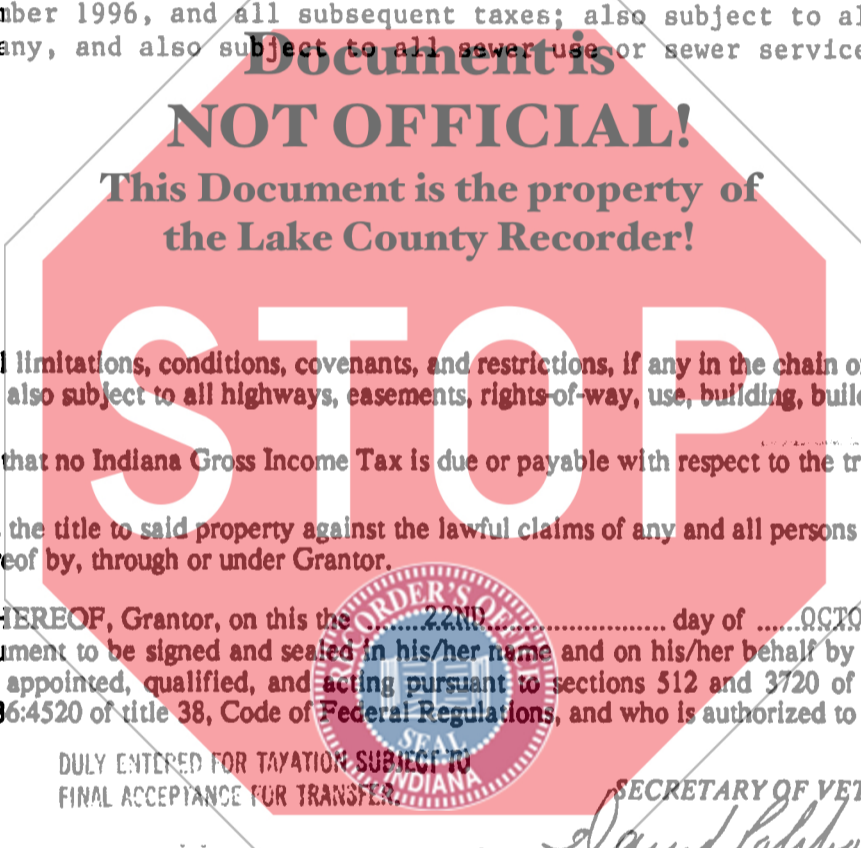 mber 1996, and all subsequent taxes; also subject to al
any, and also subject to all sewer use or sewer service
Document is
NOT OFFICIAL!
This Document is the property of
the Lake County Recorder!
STOP
l limitations, conditions, covenants, and restrictions, if any in the chain o
also subject to all highways, easements, rights-of-way, use, building, buil
that no Indiana Gross Income Tax is due or payable with respect to the tr
the title to said property against the lawful claims of any and all persons
eof by, through or under Grantor.
HEREOF, Grantor, on this the ........22ND......................... day of ......OCTO
ument to be signed and sealed in his/her name and on his/her behalf by
appointed, qualified, and acting pursuant to sections 512 and 3720 of
36:4520 of title 38, Code of Federal Regulations, and who is authorized to
RECORDER'S OFFICE
SEAL
INDIANA
DULY ENTERED FOR TAXATION SUBJECT TO
FINAL ACCEPTANCE FOR TRANSFER.
SECRETARY OF VET